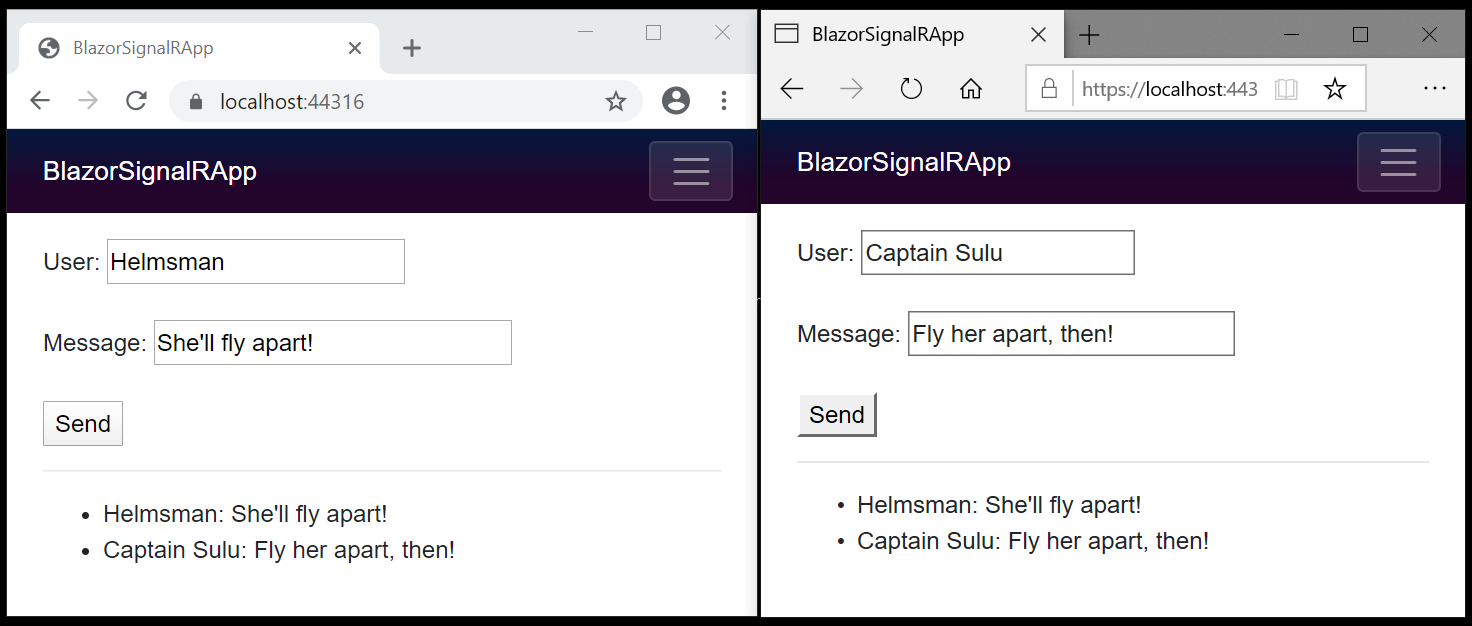 BlazorSignalRApp
localhost:44316
BlazorSignalRApp
User: Helmsman
Message: She'll fly apart!
Send
• Helmsman: She'll fly apart!
• Captain Sulu: Fly her apart, then!
BlazorSignalRApp
https://localhost:443
BlazorSignalRApp
User: Captain Sulu
Message: Fly her apart, then!
Send
• Helmsman: She'll fly apart!
• Captain Sulu: Fly her apart, then!